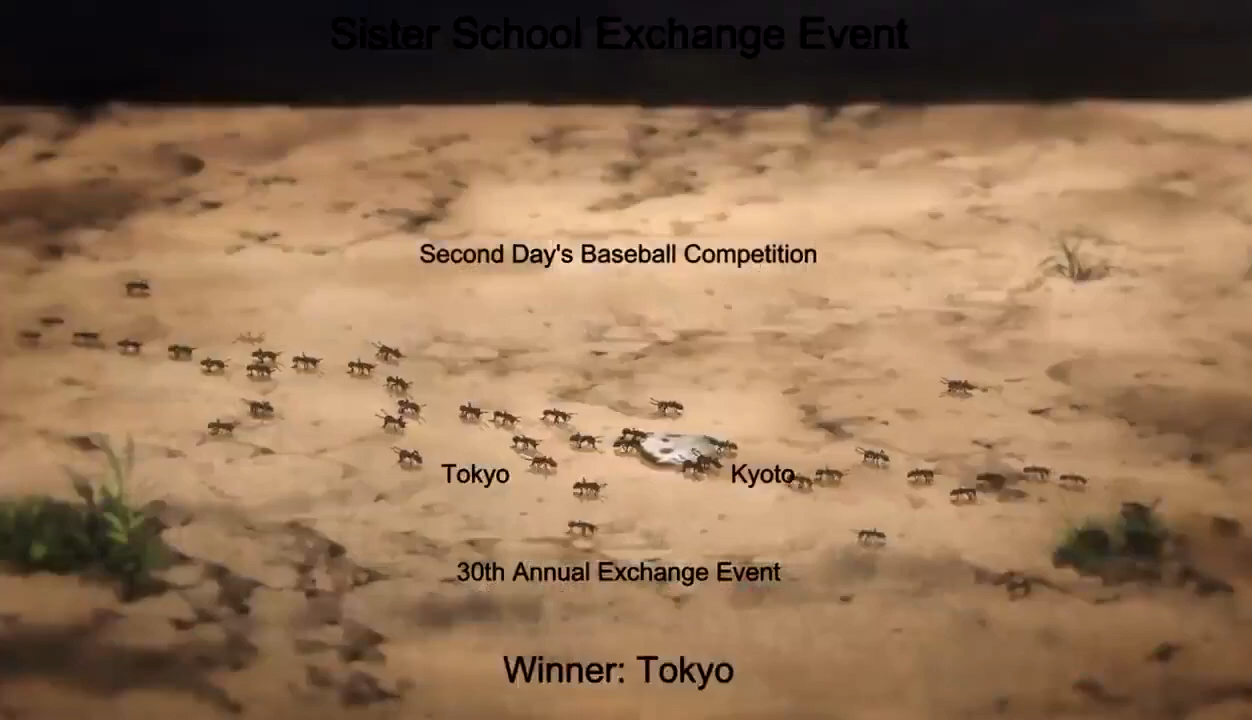 Sister School Exchange Event
Second Day's Baseball Competition
Tokyo Kyoto
30th Annual Exchange Event
Winner: Tokyo